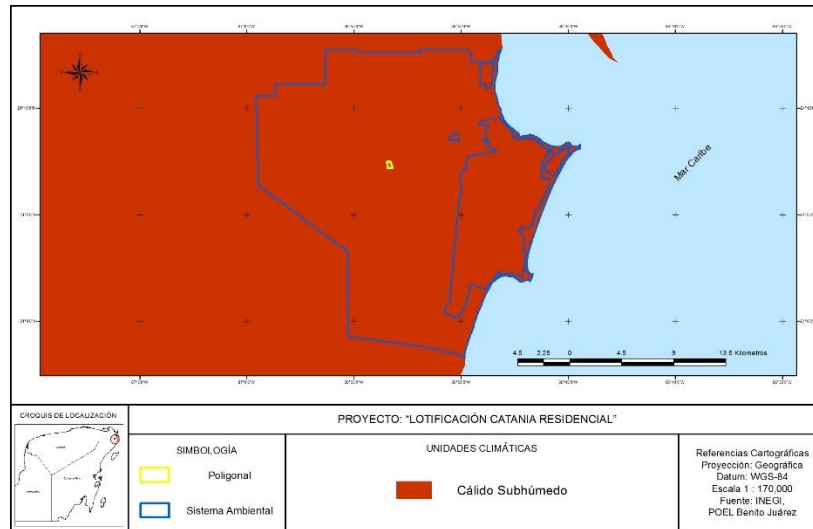 Mar Caribe
4.5 2.25 0 4.5 9 13.5 Kilometros
CROQUIS DE LOCALIZACIÓN
PROYECTO: “LOTIFICACIÓN CATANIA RESIDENCIAL”
SIMBOLOGÍA
Poligonal
Sistema Ambiental
UNIDADES CLIMÁTICAS
Cálido Subhúmedo
Referencias Cartográficas
Proyección: Geográfica
Datum: WGS-84
Escala 1 : 170,000
Fuente: INEGI,
POEL Benito Juárez